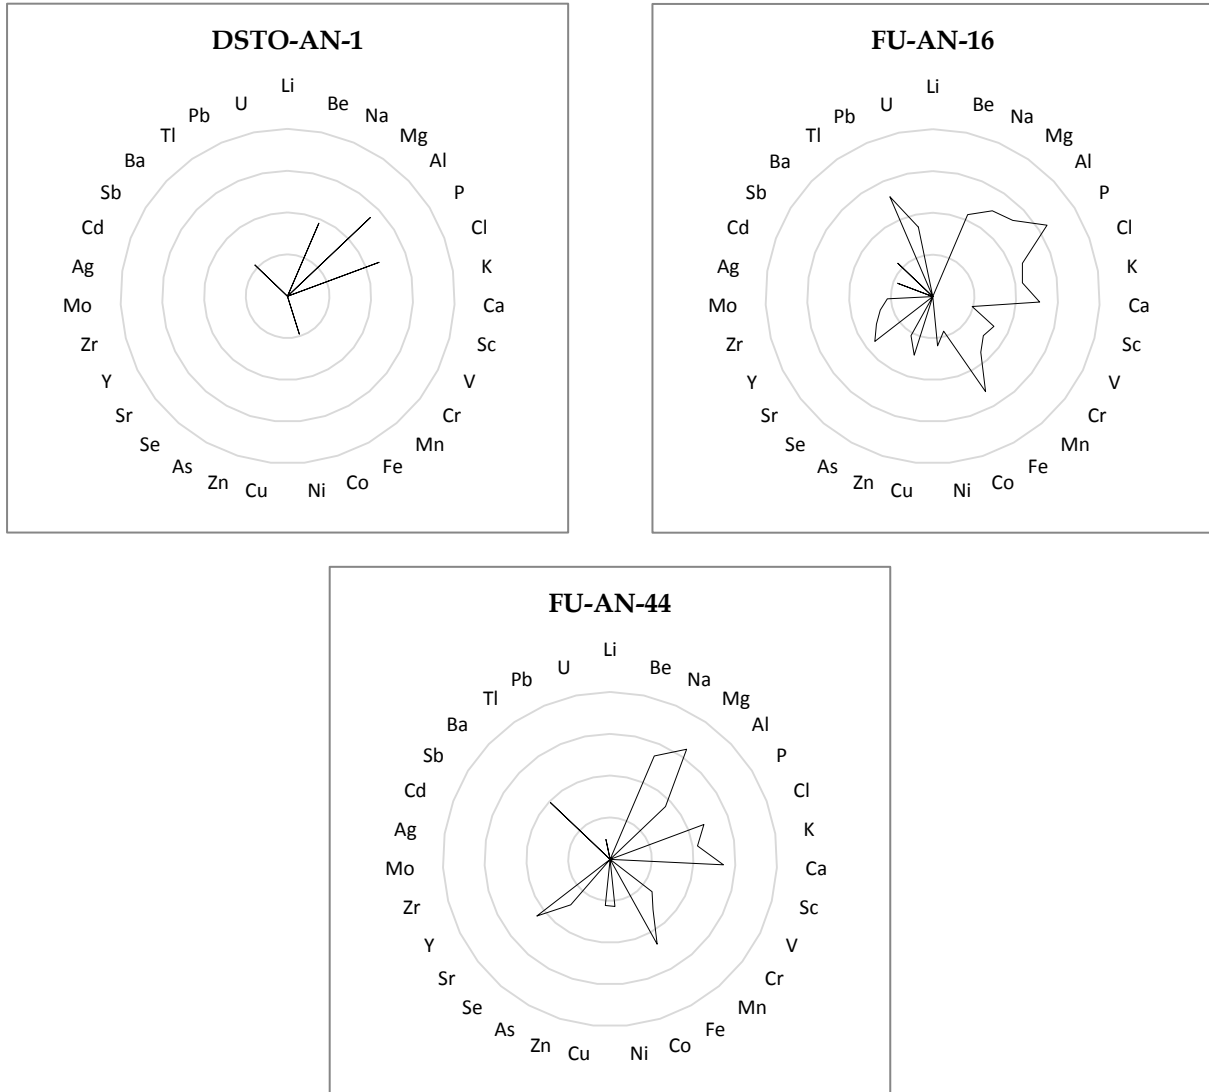 DSTO-AN-1
Li
Be
Na
Mg
Al
P
Cl
K
Ca
Sc
V
Cr
Mn
Fe
Co
Ni
Cu
Zn
As
Se
Sr
Y
Zr
Mo
Ag
Cd
Sb
Ba
Tl
Pb
U
FU-AN-16
Li
Be
Na
Mg
Al
P
Cl
K
Ca
Sc
V
Cr
Mn
Fe
Co
Ni
Cu
Zn
As
Se
Sr
Y
Zr
Mo
Ag
Cd
Sb
Ba
Tl
Pb
U
FU-AN-44
Li
Be
Na
Mg
Al
P
Cl
K
Ca
Sc
V
Cr
Mn
Fe
Co
Ni
Cu
Zn
As
Se
Sr
Y
Zr
Mo
Ag
Cd
Sb
Ba
Tl
Pb
U